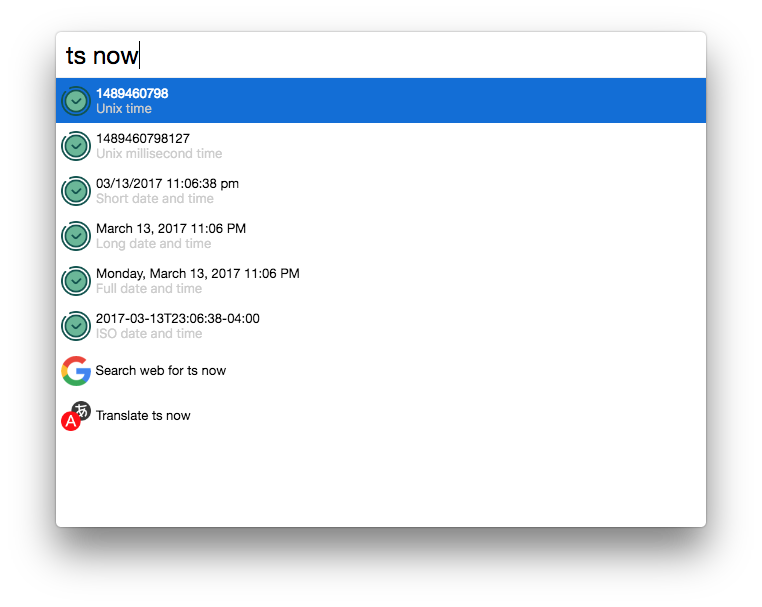 ts now
1489460798
Unix time
1489460798127
Unix millisecond time
03/13/2017 11:06:38 pm
Short date and time
March 13, 2017 11:06 PM
Long date and time
Monday, March 13, 2017 11:06 PM
Full date and time
2017-03-13T23:06:38-04:00
ISO date and time
Search web for ts now
あ
A
Translate ts now